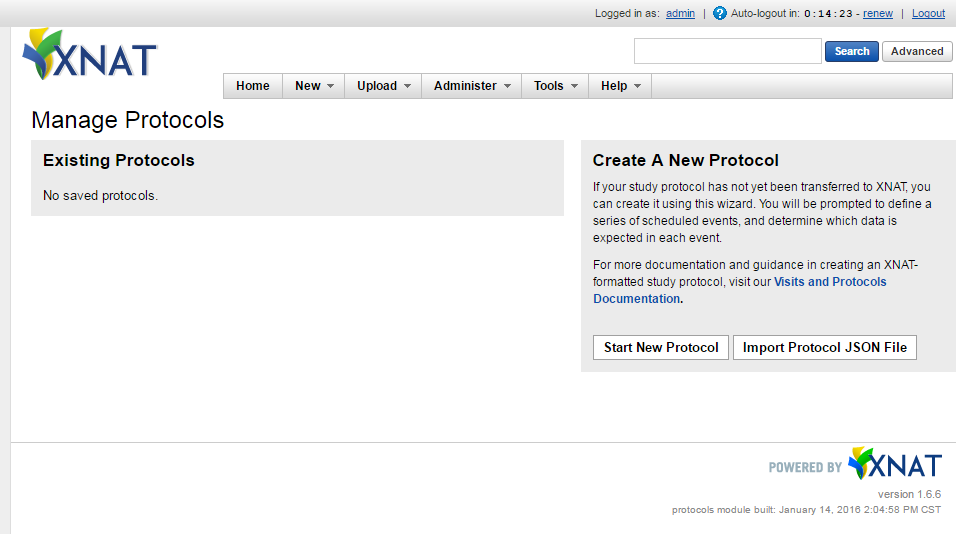 Logged in as: admin | ? Auto-logout in: 0:14:23 - renew | Logout
XNAT
Search Advanced
Home New Upload Administer Tools Help
Manage Protocols
Existing Protocols
No saved protocols.
Create A New Protocol
If your study protocol has not yet been transferred to XNAT, you
can create it using this wizard. You will be prompted to define a
series of scheduled events, and determine which data is
expected in each event.
For more documentation and guidance in creating an XNAT-
formatted study protocol, visit our Visits and Protocols
Documentation.
Start New Protocol Import Protocol JSON File
POWERED BY XNAT
version 1.6.6
protocols module built: January 14, 2016 2:04:58 PM CST